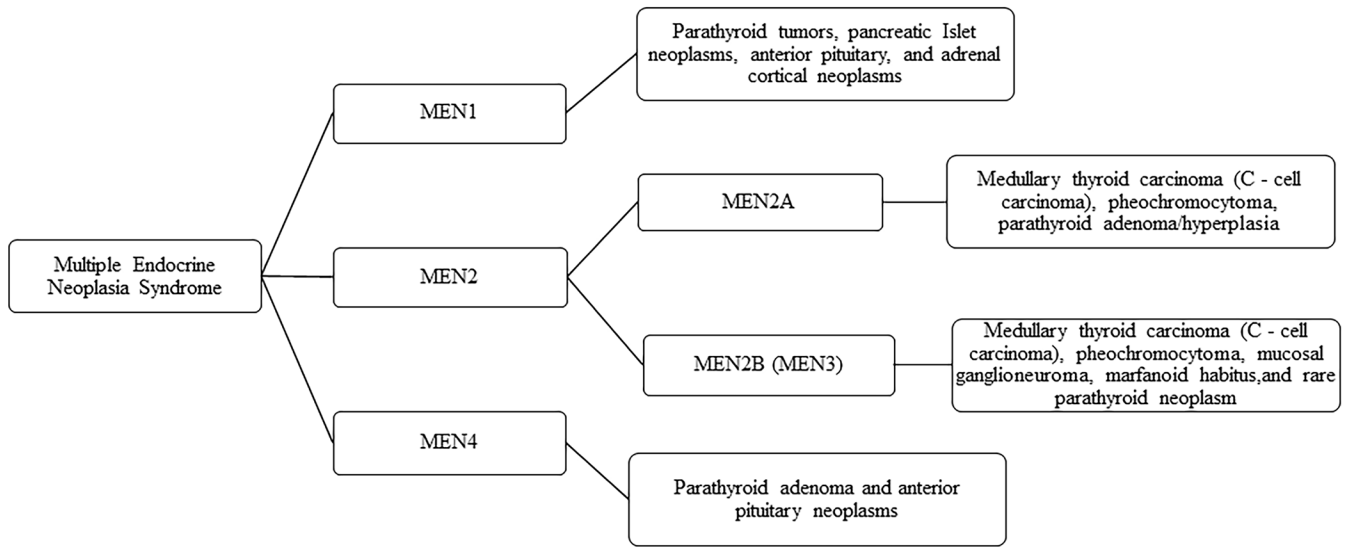 Multiple Endocrine
Neoplasia Syndrome
MEN1
Parathyroid tumors, pancreatic Islet
neoplasms, anterior pituitary, and adrenal
cortical neoplasms
MEN2
MEN2A
Medullary thyroid carcinoma (C - cell
carcinoma), pheochromocytoma,
parathyroid adenoma/hyperplasia
MEN2B (MEN3)
Medullary thyroid carcinoma (C - cell
carcinoma), pheochromocytoma, mucosal
ganglioneuroma, marfanoid habitus,and rare
parathyroid neoplasm
MEN4
Parathyroid adenoma and anterior
pituitary neoplasms